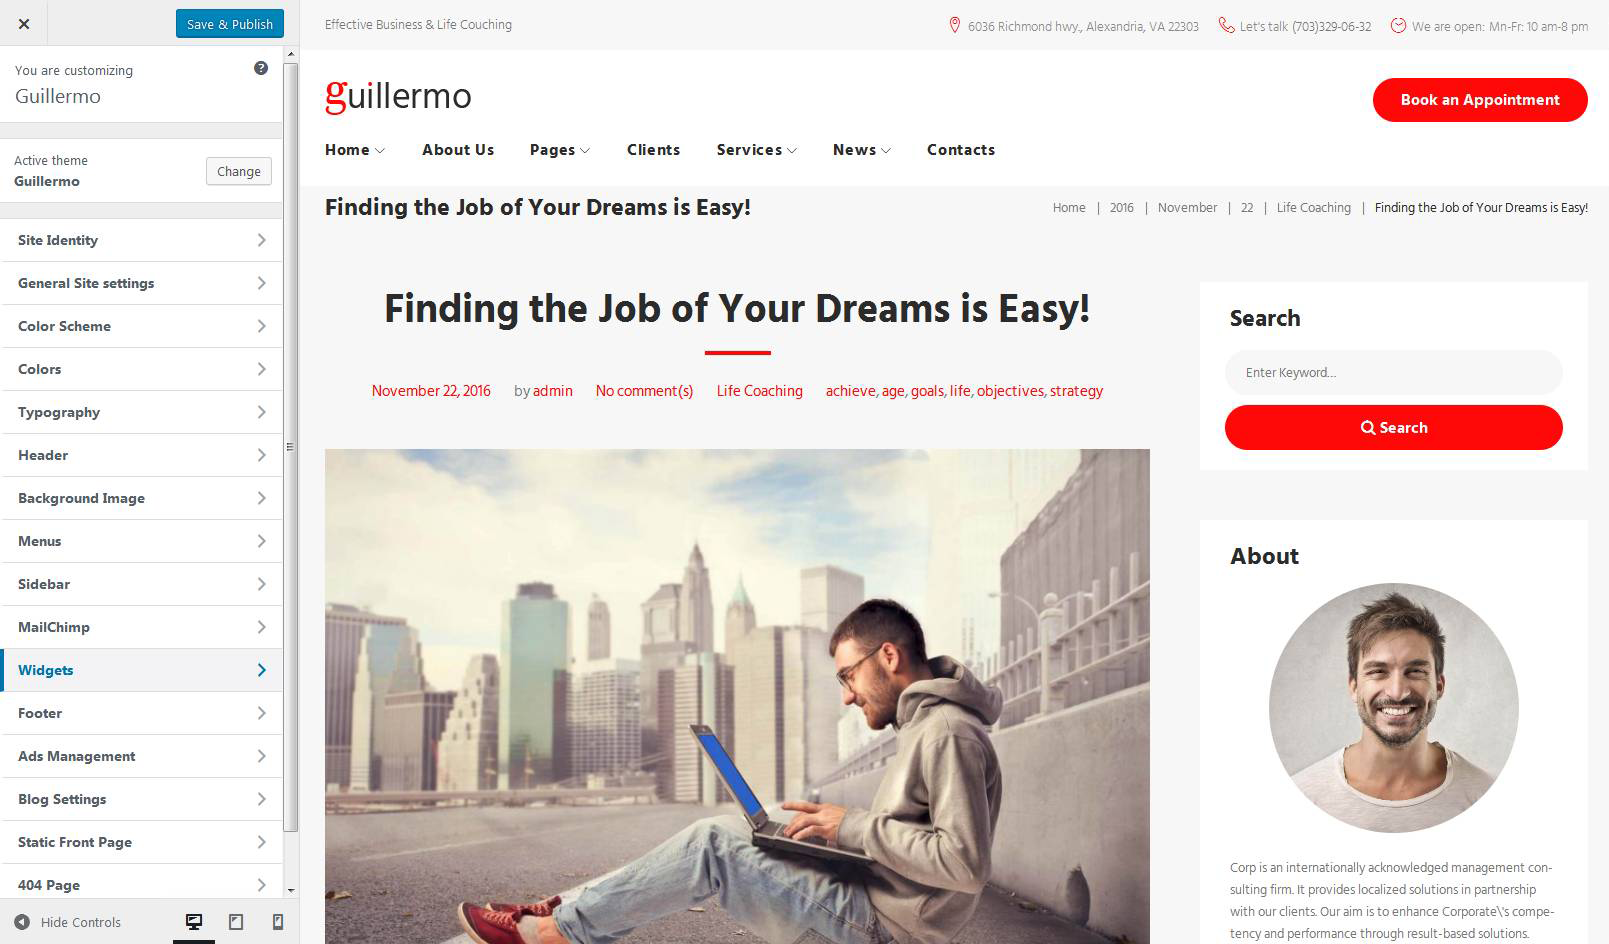 Save & Publish
You are customizing
Guillermo
Active theme
Guillermo
Change
Site Identity
General Site settings
Color Scheme
Colors
Typography
Header
Background Image
Menus
Sidebar
MailChimp
Widgets
Footer
Ads Management
Blog Settings
Static Front Page
404 Page
Hide Controls
Effective Business & Life Couching
6036 Richmond hwy., Alexandria, VA 22303
Let's talk (703)329-06-32
We are open: Mn-Fr: 10 am-8 pm
guillermo
Book an Appointment
Home About Us Pages Clients Services News Contacts
Finding the Job of Your Dreams is Easy!
Home | 2016 | November | 22 | Life Coaching | Finding the Job of Your Dreams is Easy!
Finding the Job of Your Dreams is Easy!
November 22, 2016 by admin No comment(s) Life Coaching achieve, age, goals, life, objectives, strategy
Search
Enter Keyword...
Search
About
Corp is an internationally acknowledged management con-
sulting firm. It provides localized solutions in partnership
with our clients. Our aim is to enhance Corporate\'s compe-
tency and performance through result-based solutions.